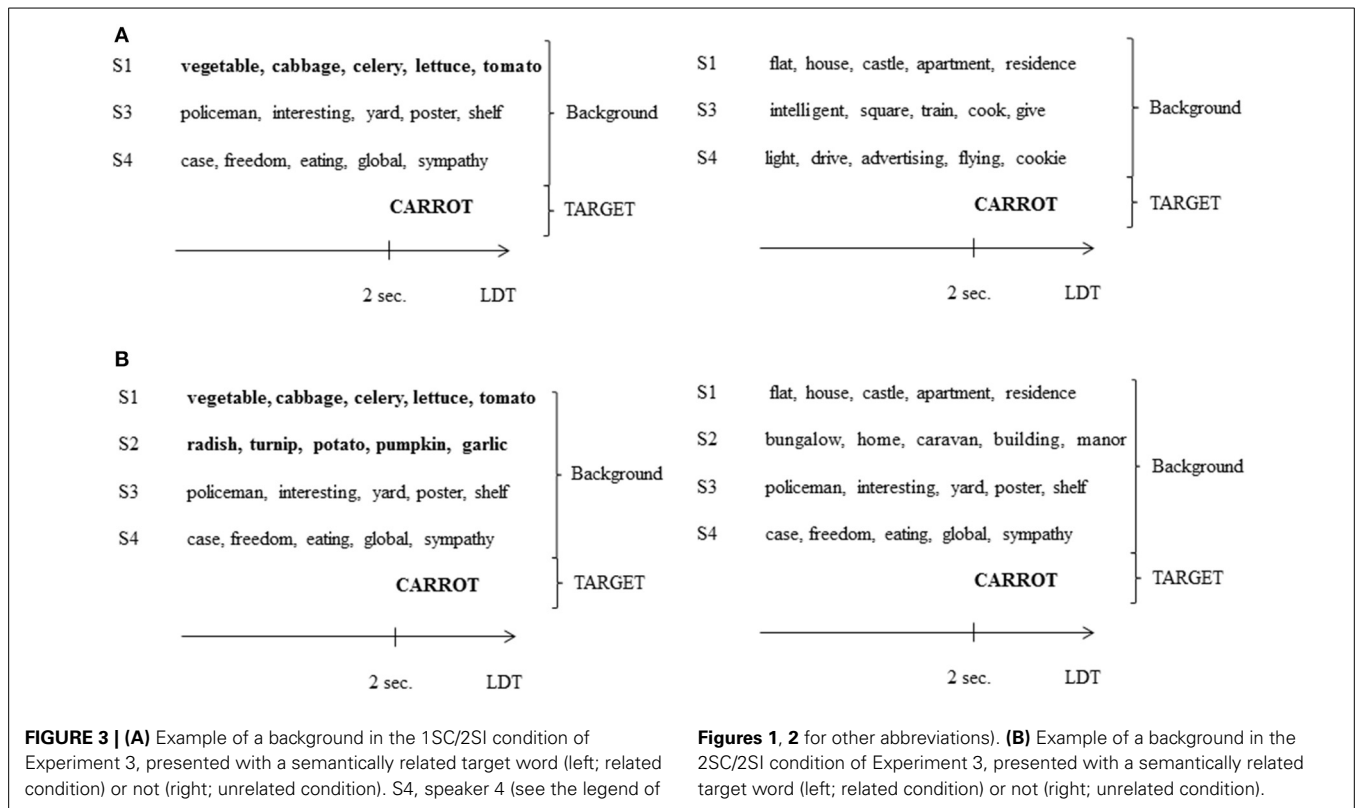 A
S1 vegetable, cabbage, celery, lettuce, tomato
S3 policeman, interesting, yard, poster, shelf
S4 case, freedom, eating, global, sympathy
Background
CARROT
TARGET
2 sec. LDT
S1 flat, house, castle, apartment, residence
S3 intelligent, square, train, cook, give
S4 light, drive, advertising, flying, cookie
Background
CARROT
TARGET
2 sec. LDT
B
S1 vegetable, cabbage, celery, lettuce, tomato
S2 radish, turnip, potato, pumpkin, garlic
S3 policeman, interesting, yard, poster, shelf
S4 case, freedom, eating, global, sympathy
Background
CARROT
TARGET
2 sec. LDT
S1 flat, house, castle, apartment, residence
S2 bungalow, home, caravan, building, manor
S3 policeman, interesting, yard, poster, shelf
S4 case, freedom, eating, global, sympathy
Background
CARROT
TARGET
2 sec. LDT
FIGURE 3 | (A) Example of a background in the 1SC/2SI condition of
Experiment 3, presented with a semantically related target word (left; related
condition) or not (right; unrelated condition). S4, speaker 4 (see the legend of
Figures 1, 2 for other abbreviations). (B) Example of a background in the
2SC/2SI condition of Experiment 3, presented with a semantically related
target word (left; related condition) or not (right; unrelated condition).